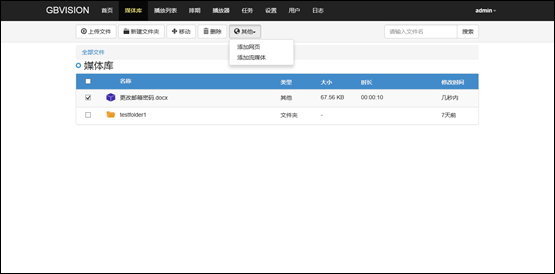 GBVISION 首页 媒体库 播放列表 排期 播放器 任务 设置 用户 日志 admin
上传文件 新建文件夹 移动 删除 其他 请输入文件名 搜索
添加网页
添加流媒体
全部文件
媒体库
名称 类型 大小 时长 修改时间
更改邮箱密码.docx 其他 67.56 KB 00:00:10 几秒内
testfolder1 文件夹 - 7天前